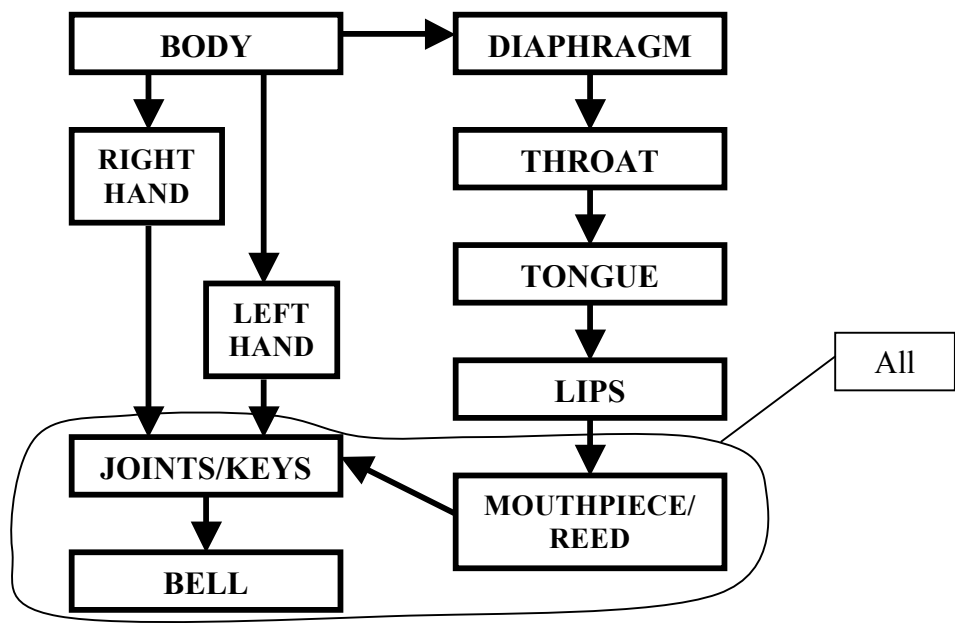 BODY
DIAPHRAGM
RIGHT
HAND
THROAT
TONGUE
LEFT
HAND
All
LIPS
JOINTS/KEYS
MOUTHPIECE/
REED
BELL